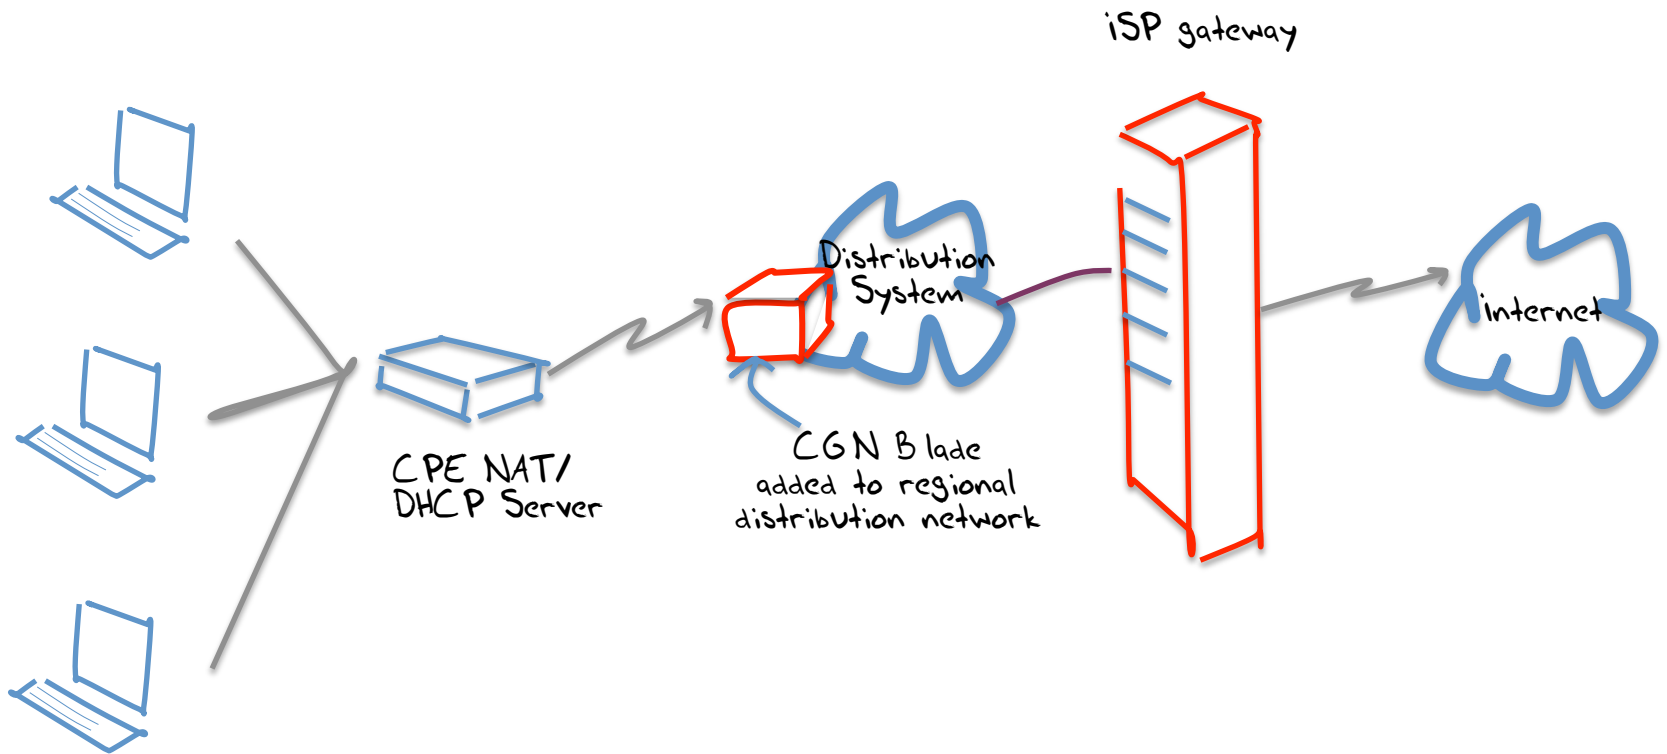 iSP gateway
Distribution
System
internet
CPE NAT/
DHCP Server
CGN Blade
added to regional
distribution network